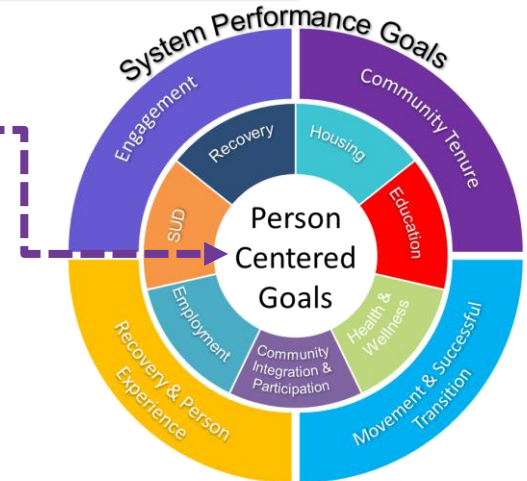 System Performance Goals
Engagement
Community
Tenure
Recovery
Housing
SUD
Education
Person
Centered
Goals
Employment
Health &
Wellness
Community
Integration &
Participation
Recovery & Person
Experience
Movement & Successful
Transition